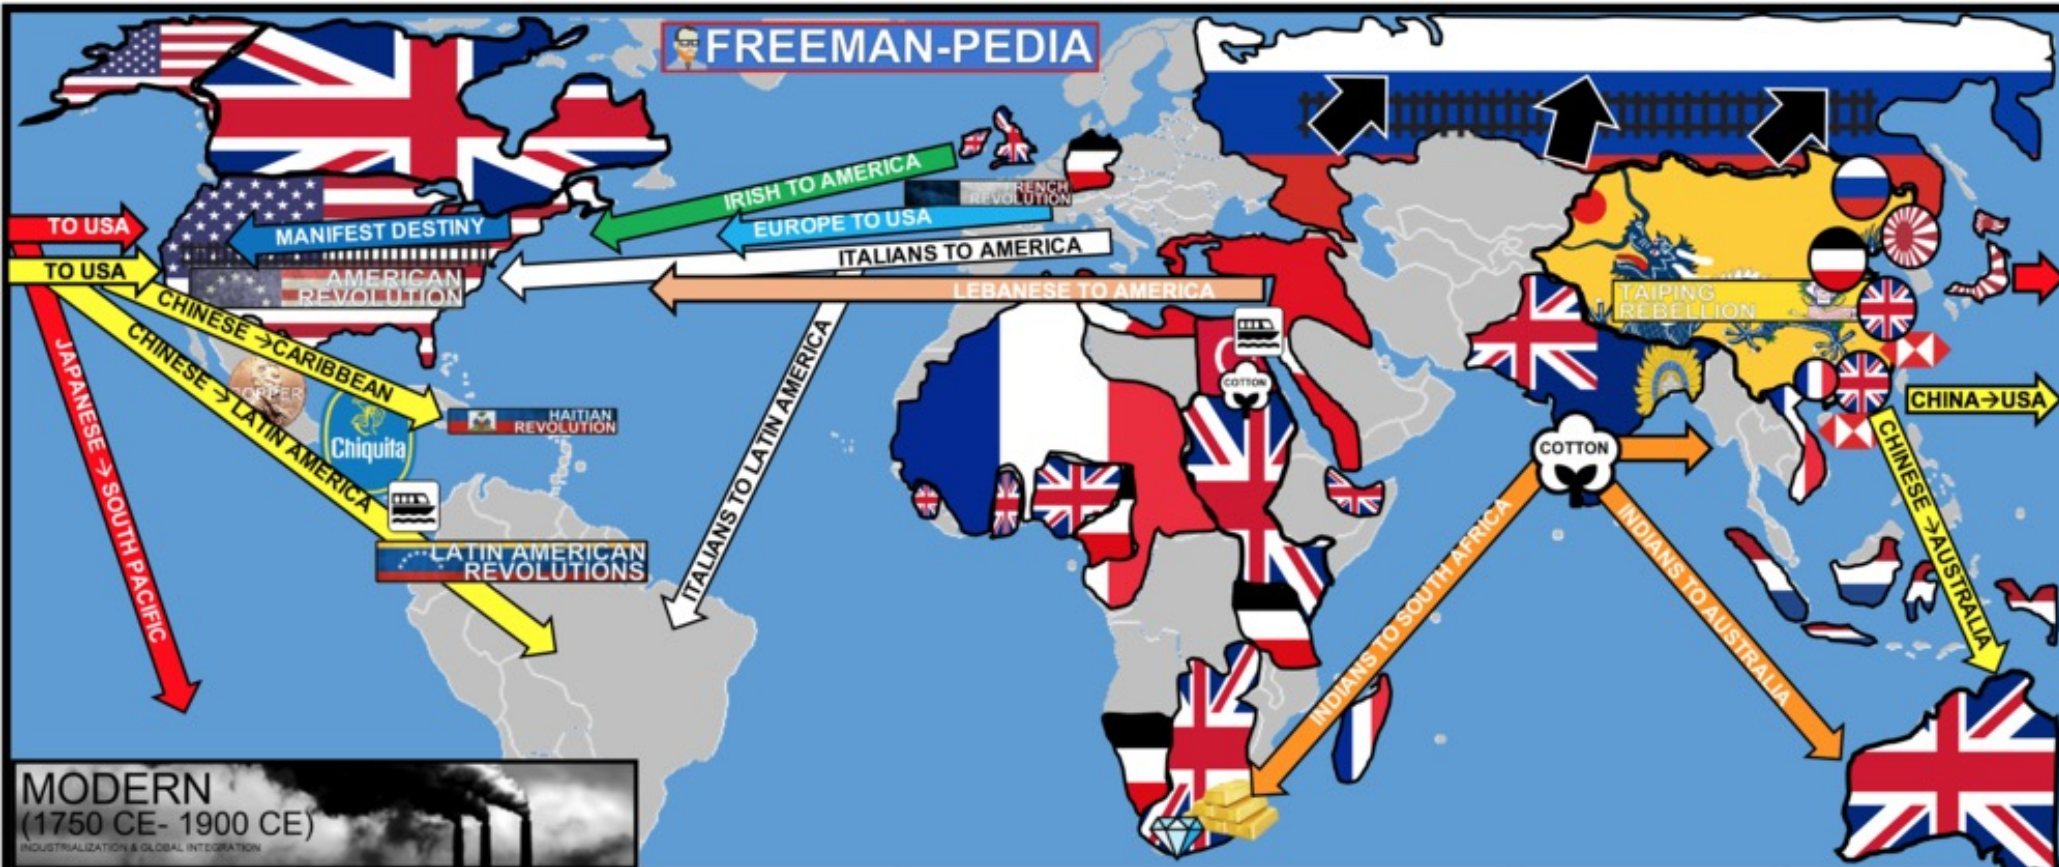 FREEMAN-PEDIA
IRISH TO AMERICA
RENCH
REVOLUTION
EUROPE TO USA
MANIFEST DESTINY
ITALIANS TO AMERICA
LEBANESE TO AMERICA
TO USA
TO USA
AMERICAN
REVOLUTION
CHINESE → CARIBBEAN
CHINESE → LATIN AMERICA
JAPANESE → SOUTH PACIFIC
OPPER
Chiquita
HAITIAN
REVOLUTION
LATIN AMERICAN
REVOLUTIONS
ITALIANS TO LATIN AMERICA
COTTON
TAIPING
REBELLION
COTTON
CHINA→USA
CHINESE → AUSTRALIA
INDIANS TO SOUTH AFRICA
INDIANS TO AUSTRALIA
MODERN
(1750 CE- 1900 CE)
INDUSTRIALIZATION & GLOBAL INTEGRATION